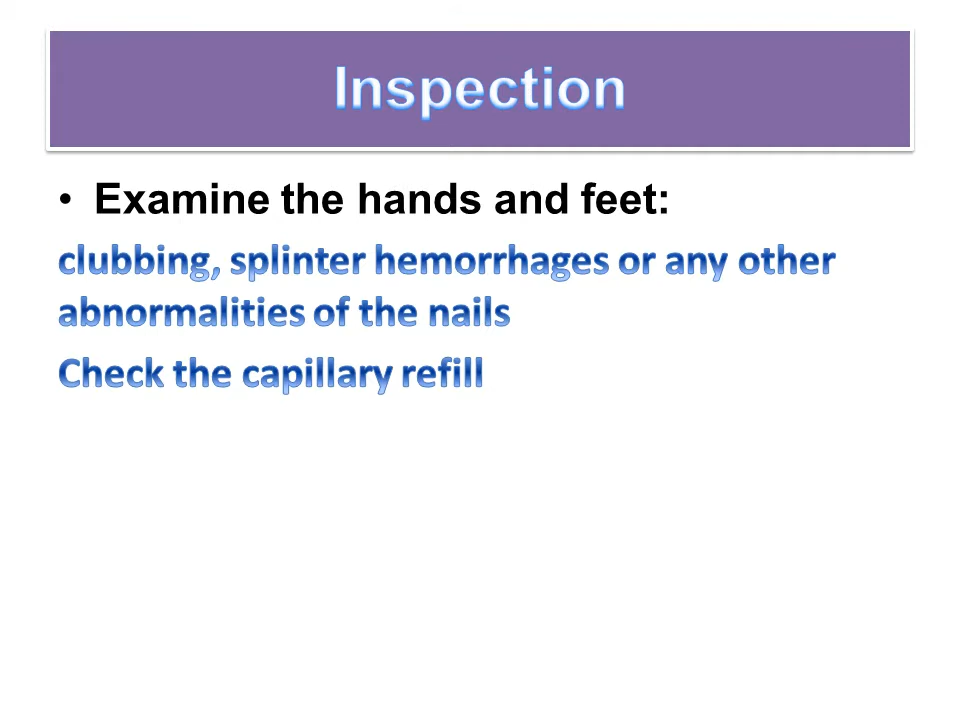 Inspection
• Examine the hands and feet:
clubbing, splinter hemorrhages or any other
abnormalities of the nails
Check the capillary refill